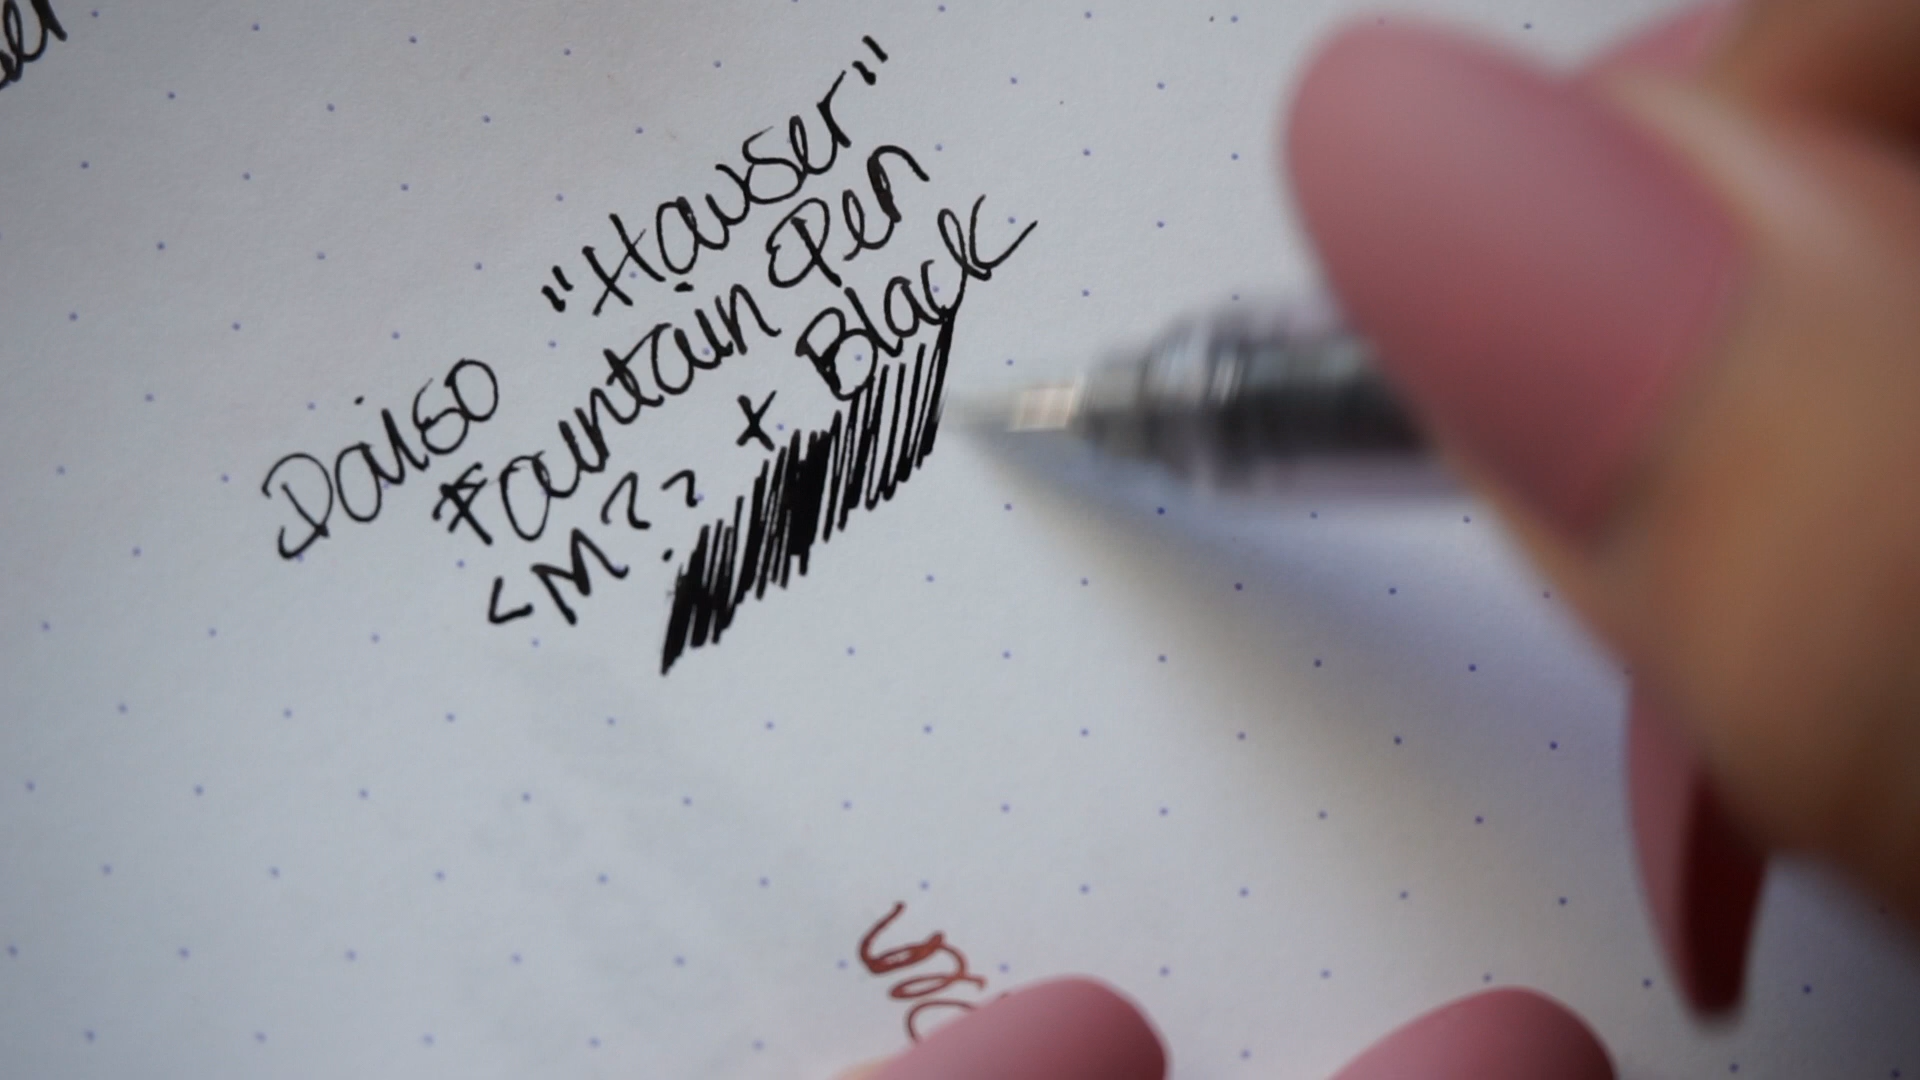 Daiso "Hauser"
Fountain Pen
<M?? + Black